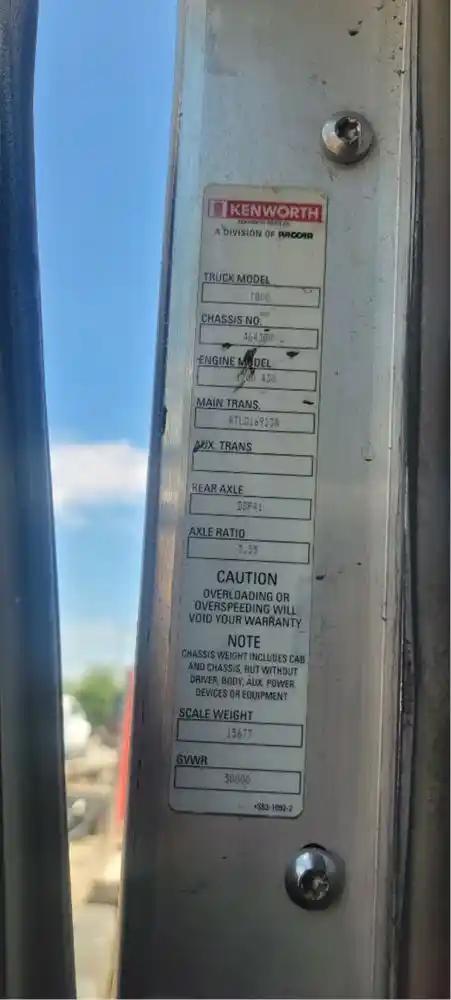 KENWORTH
A DIVISION OF PACCAR
TRUCK MODEL
T800
CHASSIS NO.
ENGINE MODEL
MAIN TRANS.
AUX. TRANS
REAR AXLE
DSP41
AXLE RATIO
CAUTION
OVERLOADING OR
OVERSPEEDING WILL
VOID YOUR WARRANTY
NOTE
CHASSIS WEIGHT INCLUDES CAB
AND CHASSIS, BUT WITHOUT
DRIVER, BODY, AUX. POWER
DEVICES OR EQUIPMENT
SCALE WEIGHT
15677
GVWR
50000